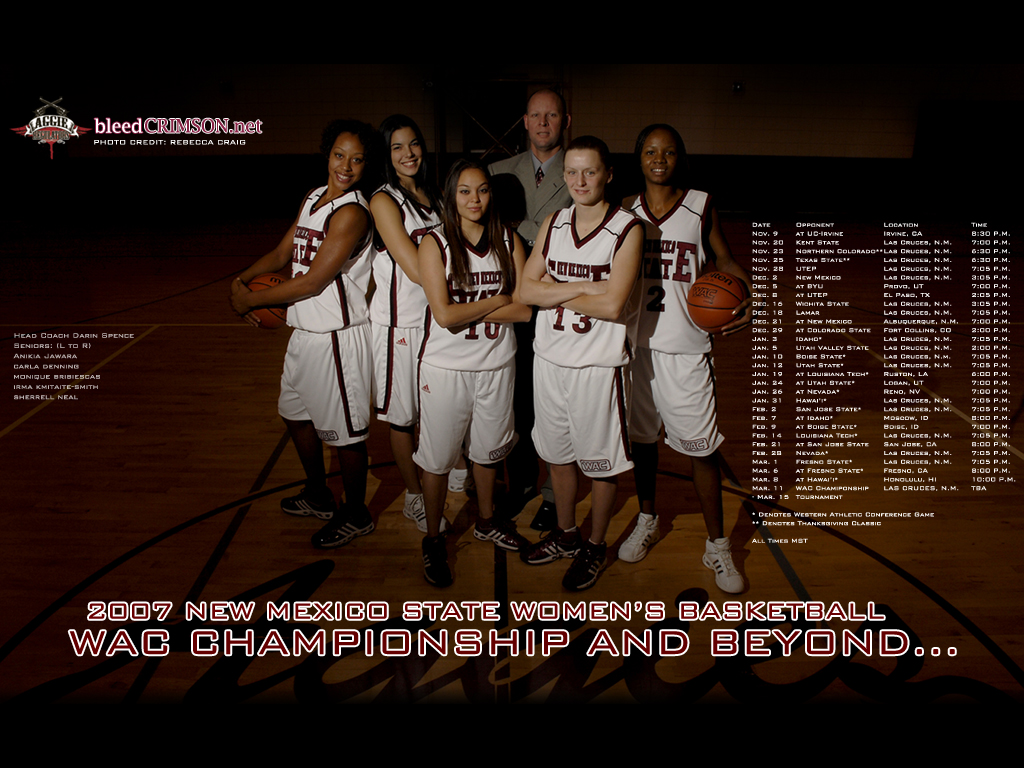 AGGIE
bleedCRIMSON.net
PHOTO CREDIT: REBECCA CRAIG
Head Coach Darin Spence
Seniors: (L to R)
Anikia Jawara
carla denning
monique bribiescas
irma kmitaite-smith
sherrell neal
NEW MEXICO
STATE
10
NEW MEXICO
13
STATE
2
WAC
WAC
WAC
WAC
adidas
Date Opponent Location Time
Nov. 9 at UC-Irvine Irvine, CA 8:30 P.M.
Nov. 20 Kent State Las Cruces, N.M. 7:00 P.M.
Nov. 23 Northern Colorado** Las Cruces, N.M. 6:30 P.M.
Nov. 25 Texas State** Las Cruces, N.M. 6:30 P.M.
Nov. 28 UTEP Las Cruces, N.M. 7:05 P.M.
Dec. 2 New Mexico Las Cruces, N.M. 3:05 P.M.
Dec. 5 at BYU Provo, UT 7:00 P.M.
Dec. 8 at UTEP El Paso, TX 2:05 P.M.
Dec. 16 Wichita State Las Cruces, N.M. 3:05 P.M.
Dec. 18 Lamar Las Cruces, N.M. 7:05 P.M.
Dec. 21 at New Mexico Albuquerque, N.M. 7:00 P.M.
Dec. 29 at Colorado State Fort Collins, CO 2:00 P.M.
Jan. 3 Idaho* Las Cruces, N.M. 7:05 P.M.
Jan. 5 Utah Valley State Las Cruces, N.M. 2:00 P.M.
Jan. 10 Boise State* Las Cruces, N.M. 7:05 P.M.
Jan. 12 Utah State* Las Cruces, N.M. 7:05 P.M.
Jan. 19 at Louisiana Tech* Ruston, LA 6:00 P.M.
Jan. 24 at Utah State* Logan, UT 7:00 P.M.
Jan. 26 at Nevada* Reno, NV 7:00 P.M.
Jan. 31 Hawai'i* Las Cruces, N.M. 7:05 P.M.
Feb. 2 San Jose State* Las Cruces, N.M. 7:05 P.M.
Feb. 7 at Idaho* Moscow, ID 8:00 P.M.
Feb. 9 at Boise State* Boise, ID 7:00 P.M.
Feb. 14 Louisiana Tech* Las Cruces, N.M. 7:05 P.M.
Feb. 21 at San Jose State San Jose, CA 8:00 P.M.
Feb. 28 Nevada* Las Cruces, N.M. 7:05 P.M.
Mar. 1 Fresno State* Las Cruces, N.M. 7:05 P.M.
Mar. 6 at Fresno State* Fresno, CA 8:00 P.M.
Mar. 8 at Hawai'i* Honolulu, HI 10:00 P.M.
Mar. 11 WAC Chamiponship LAS CRUCES, N.M. TBA
- Mar. 15 Tournament
* Denotes Western Athletic Conference Game
** Denotes Thanksgiving Classic
All Times MST
2007 NEW MEXICO STATE WOMEN'S BASKETBALL
WAC CHAMPIONSHIP AND BEYOND...
Aggies